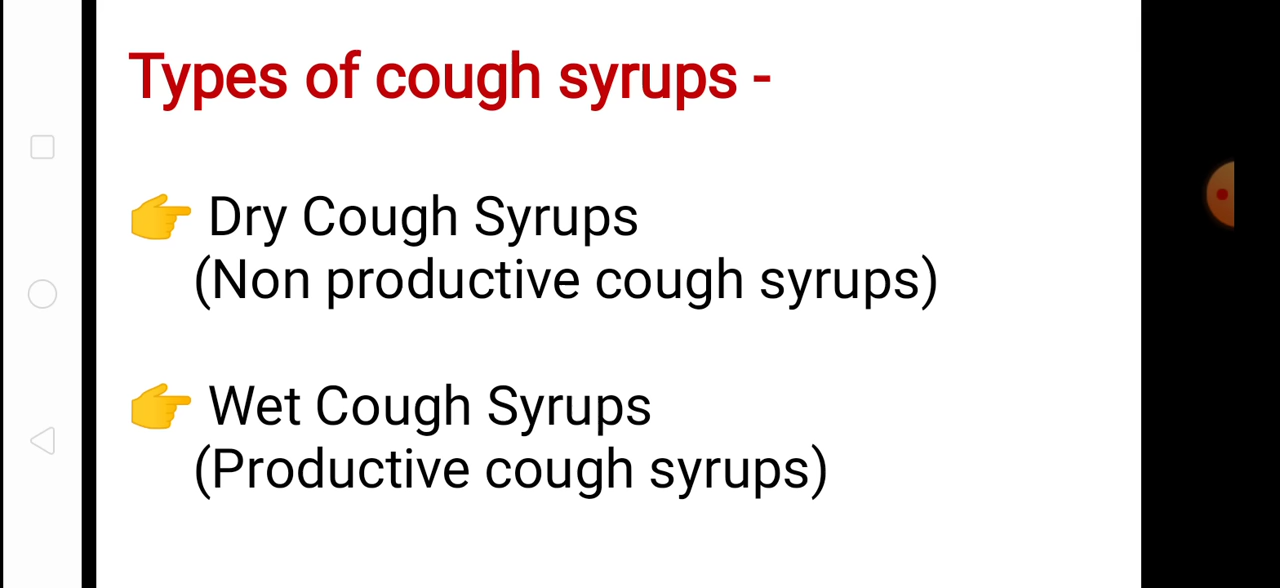 Types of cough syrups -
👉 Dry Cough Syrups
(Non productive cough syrups)
👉 Wet Cough Syrups
(Productive cough syrups)